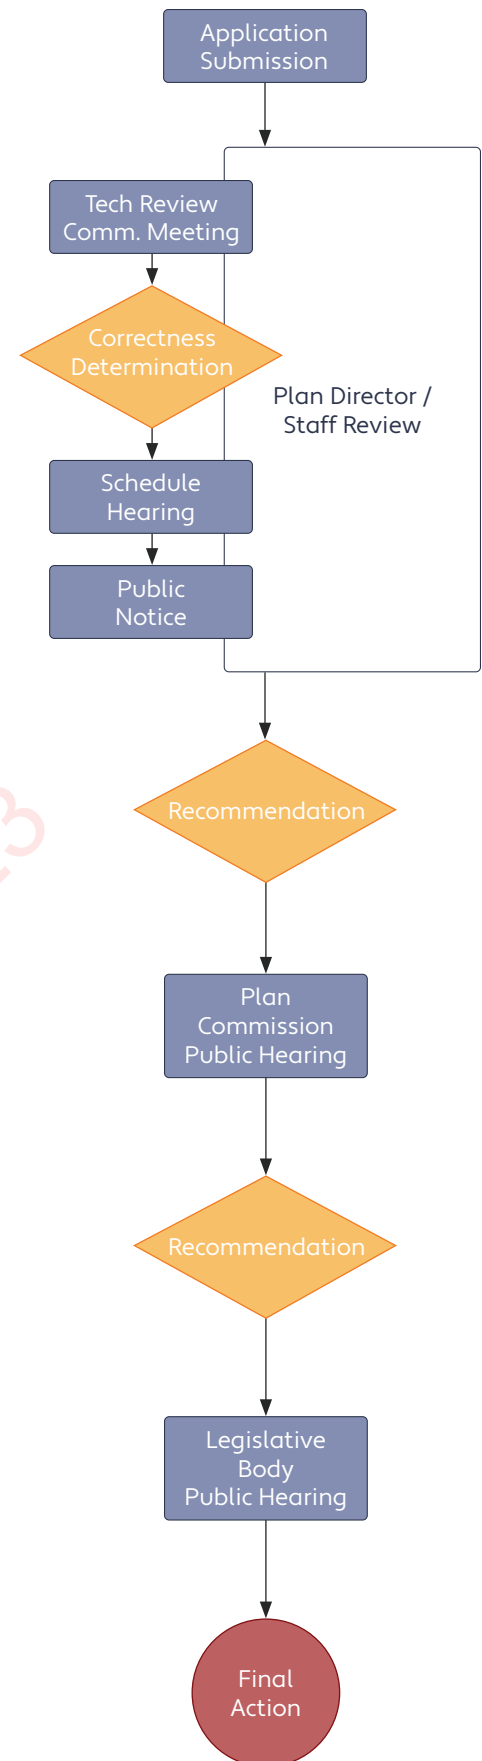 Application
Submission
Tech Review
Comm. Meeting
Correctness
Determination
Plan Director /
Staff Review
Schedule
Hearing
Public
Notice
Recommendation
Plan
Commission
Public Hearing
Recommendation
Legislative
Body
Public Hearing
Final
Action